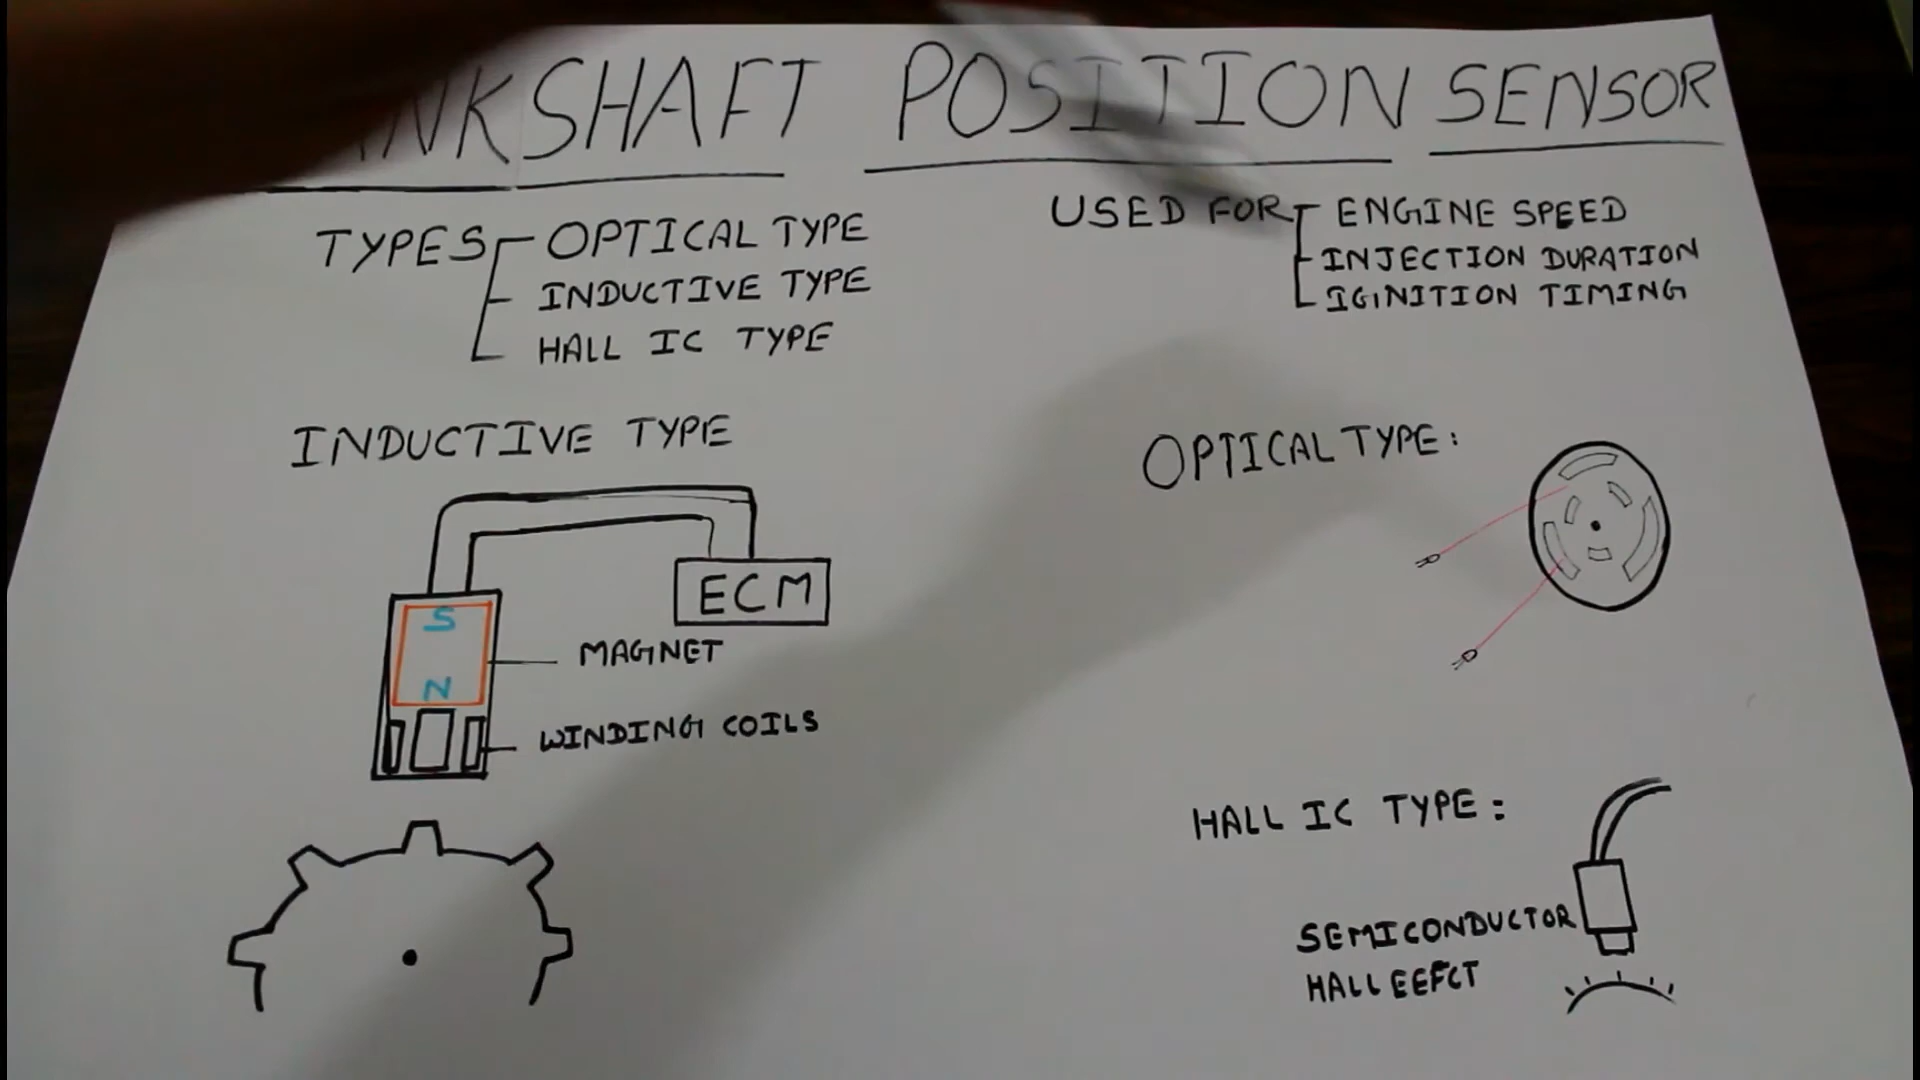 NKSHAFT POSITION SENSOR
TYPES OPTICAL TYPE
INDUCTIVE TYPE
HALL IC TYPE
USED FOR ENGINE SPEED
INJECTION DURATION
IGINITION TIMING
INDUCTIVE TYPE
ECM
S
N
MAGNET
WINDING COILS
OPTICAL TYPE:
HALL IC TYPE:
SEMICONDUCTOR
HALL EEFCT